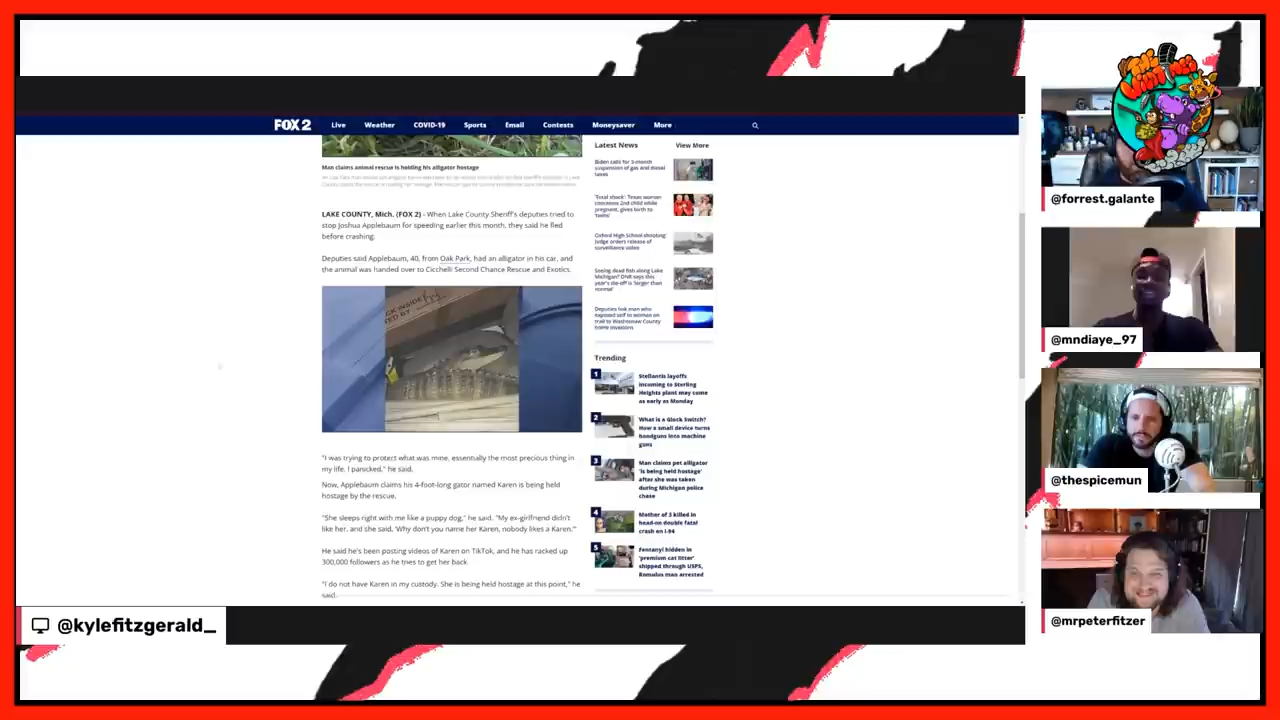 FOX 2 Live Weather COVID-19 Sports Email Contests Moneysaver More
Man claims animal rescue is holding his alligator hostage
LAKE COUNTY, Mich. (FOX 2) - When Lake County Sheriff's deputies tried to
stop Joshua Applebaum for speeding earlier this month, they said he fled
before crashing.
Deputies said Applebaum, 40, from Oak Park, had an alligator in his car, and
the animal was handed over to Cicchelli Second Chance Rescue and Exotics.
"I was trying to protect what was mine, essentially the most precious thing in
my life. I panicked," he said.
Now, Applebaum claims his 4-foot-long gator named Karen is being held
hostage by the rescue.
"She sleeps right with me like a puppy dog," he said. "My ex-girlfriend didn't
like her, and she said, 'Why don't you name her Karen, nobody likes a Karen.'"
He said he's been posting videos of Karen on TikTok, and he has racked up
300,000 followers as he tries to get her back.
"I do not have Karen in my custody. She is being held hostage at this point," he
said.
Latest News View More
Biden calls for 3-month
suspension of gas and diesel
taxes
'Total shock': Texas woman
conceives 2nd child while
pregnant, gives birth to
'twins'
Oxford High School shooting:
Judge orders release of
surveillance video
Seeing dead fish along Lake
Michigan? DNR says this
year's die-off is 'larger than
normal'
Deputies link man who
exposed self to woman on
trail to Washtenaw County
home invasions
Trending
1
Stellantis layoffs
incoming to Sterling
Heights plant may come
as early as Monday
2
What is a Glock Switch?
How a small device turns
handguns into machine
guns
3
Man claims pet alligator
'is being held hostage'
after she was taken
during Michigan police
chase
4
Mother of 3 killed in
head-on double fatal
crash on I-94
5
Fentanyl hidden in
'premium cat litter'
shipped through USPS,
Romulus man arrested
@forrest.galante
@mndiaye_97
@thespicemun
@mrpeterfitzer
@kylefitzgerald_